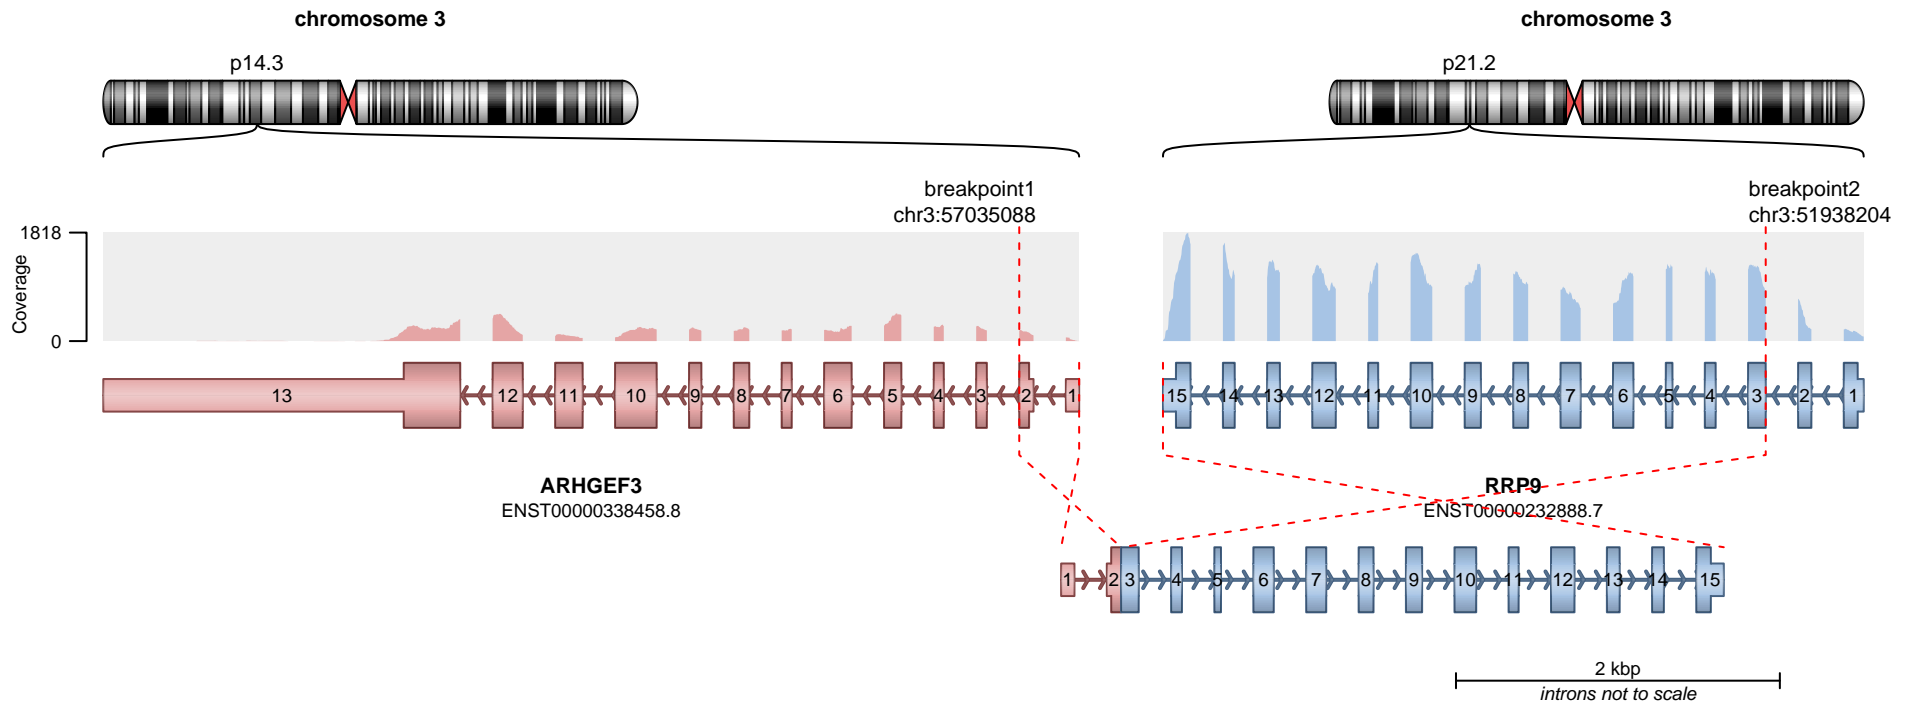 chromosome 3
chromosome 3
p14.3
p21.2
breakpoint1
chr3:57035088
breakpoint2
chr3:51938204
1818
Coverage
0
13 12 11 10 9 8 7 6 5 4 3 2 1
15 14 13 12 11 10 9 8 7 6 5 4 3 2 1
ARHGEF3
ENST00000338458.8
RRP9
ENST00000232888.7
1 2 3 4 5 6 7 8 9 10 11 12 13 14 15
2 kbp
introns not to scale